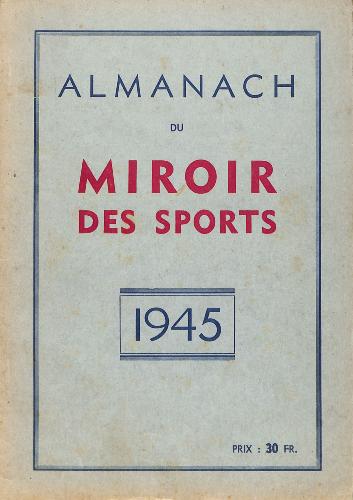 ALMANACH
DU
MIROIR
DES SPORTS
1945
PRIX : 30 FR.